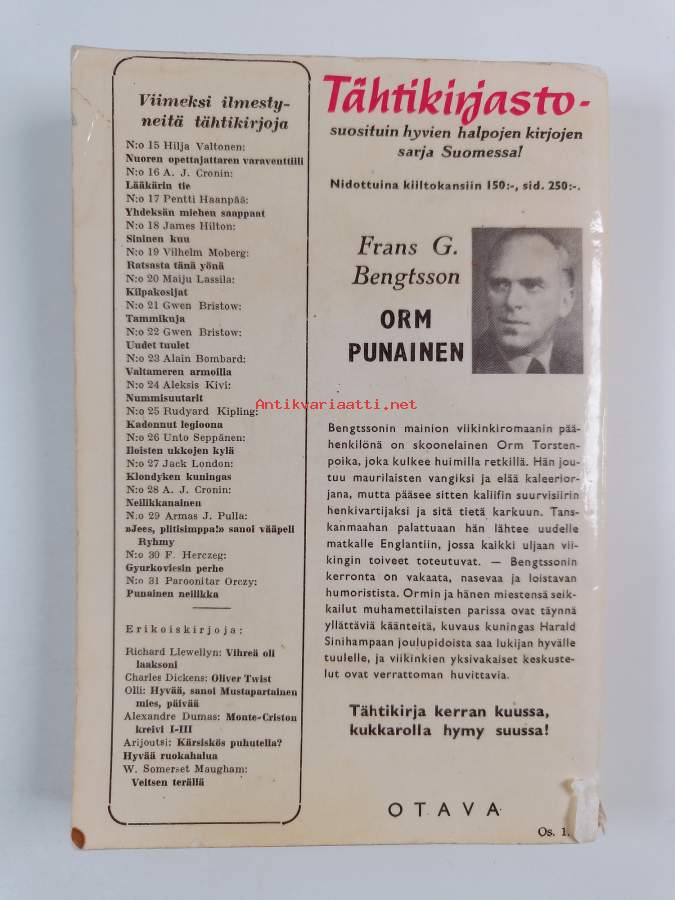 Viimeksi ilmesty-
neitä tähtikirjoja
N:o 15 Hilja Valtonen:
Nuoren opettajattaren varaventtiili
N:o 16 A. J. Cronin:
Lääkärin tie
N:o 17 Pentti Haanpää:
Yhdeksän miehen saappaat
N:o 18 James Hilton:
Sininen kuu
N:o 19 Vilhelm Moberg:
Ratsasta tänä yönä
N:o 20 Maiju Lassila:
Kilpakosijat
N:o 21 Gwen Bristow:
Tammikuja
N:o 22 Gwen Bristow:
Uudet tuulet
N:o 23 Alain Bombard:
Valtameren armoilla
N:o 24 Aleksis Kivi:
Nummisuutarit
N:o 25 Rudyard Kipling:
Kadonnut legioona
N:o 26 Unto Seppänen:
Iloisten ukkojen kylä
N:o 27 Jack London:
Klondyken kuningas
N:o 28 A. J. Cronin:
Neilikkanainen
N:o 29 Armas J. Pulla:
»Jees, plitisimppa!» sanoi vääpeli
Ryhmy
N:o 30 F. Herczeg:
Gyurkoviesin perhe
N:o 31 Paroonitar Orczy:
Punainen neilikka
Erikoiskirjoja:
Richard Llewellyn: Vihreä oli
laaksoni
Charles Dickens: Oliver Twist
Olli: Hyvää, sanoi Mustapartainen
mies, päivää
Alexandre Dumas: Monte-Criston
kreivi I-III
Arijoutsi: Kärsiskös puhutella?
Hyvää ruokahalua
W. Somerset Maugham:
Veitsen terällä
Tähtikirjasto-
suosituin hyvien halpojen kirjojen
sarja Suomessa!
Nidottuina kiiltokansiin 150:-, sid. 250:-.
Frans G.
Bengtsson
ORM
PUNAINEN
Antikvariaatti.net
Bengtssonin mainion viikinkiromaanin pää-
henkilönä on skoonelainen Orm Torsten-
poika, joka kulkee huimilla retkillä. Hän jou-
tuu maurilaisten vangiksi ja elää kaleerior-
jana, mutta pääsee sitten kaliifin suurvisiirin
henkivartijaksi ja sitä tietä karkuun. Tans-
kanmaahan palattuaan hän lähtee uudelle
matkalle Englantiin, jossa kaikki uljaan vii-
kingin toiveet toteutuvat. — Bengtssonin
kerronta on vakaata, nasevaa ja loistavan
humoristista. Ormin ja hänen miestensä seik-
kailut muhamettilaisten parissa ovat täynnä
yllättäviä käänteitä, kuvaus kuningas Harald
Sinihampaan joulupidoista saa lukijan hyvälle
tuulelle, ja viikinkien yksivakaiset keskuste-
lut ovat verrattoman huvittavia.
Tähtikirja kerran kuussa,
kukkarolla hymy suussa!
OTAVA
Os. 1.